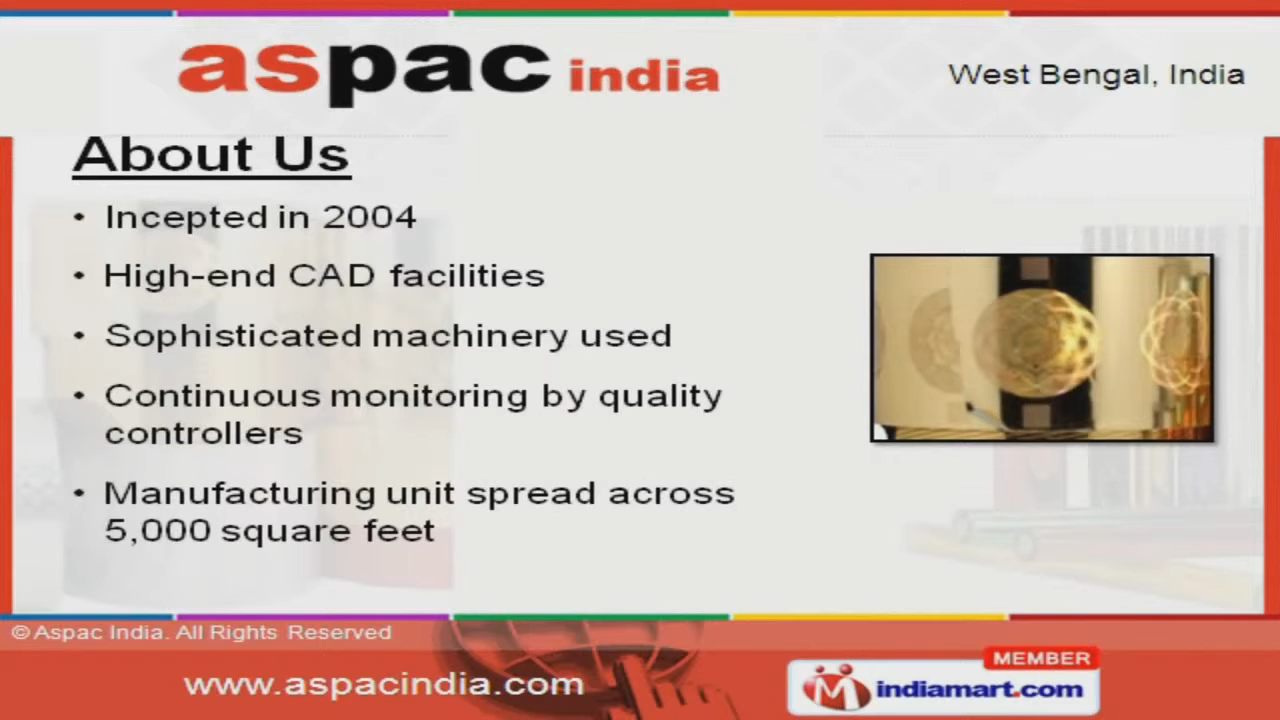 aspac india
West Bengal, India
About Us
• Incepted in 2004
• High-end CAD facilities
• Sophisticated machinery used
• Continuous monitoring by quality
controllers
• Manufacturing unit spread across
5,000 square feet
© Aspac India. All Rights Reserved
www.aspacindia.com
MEMBER
indiamart.com